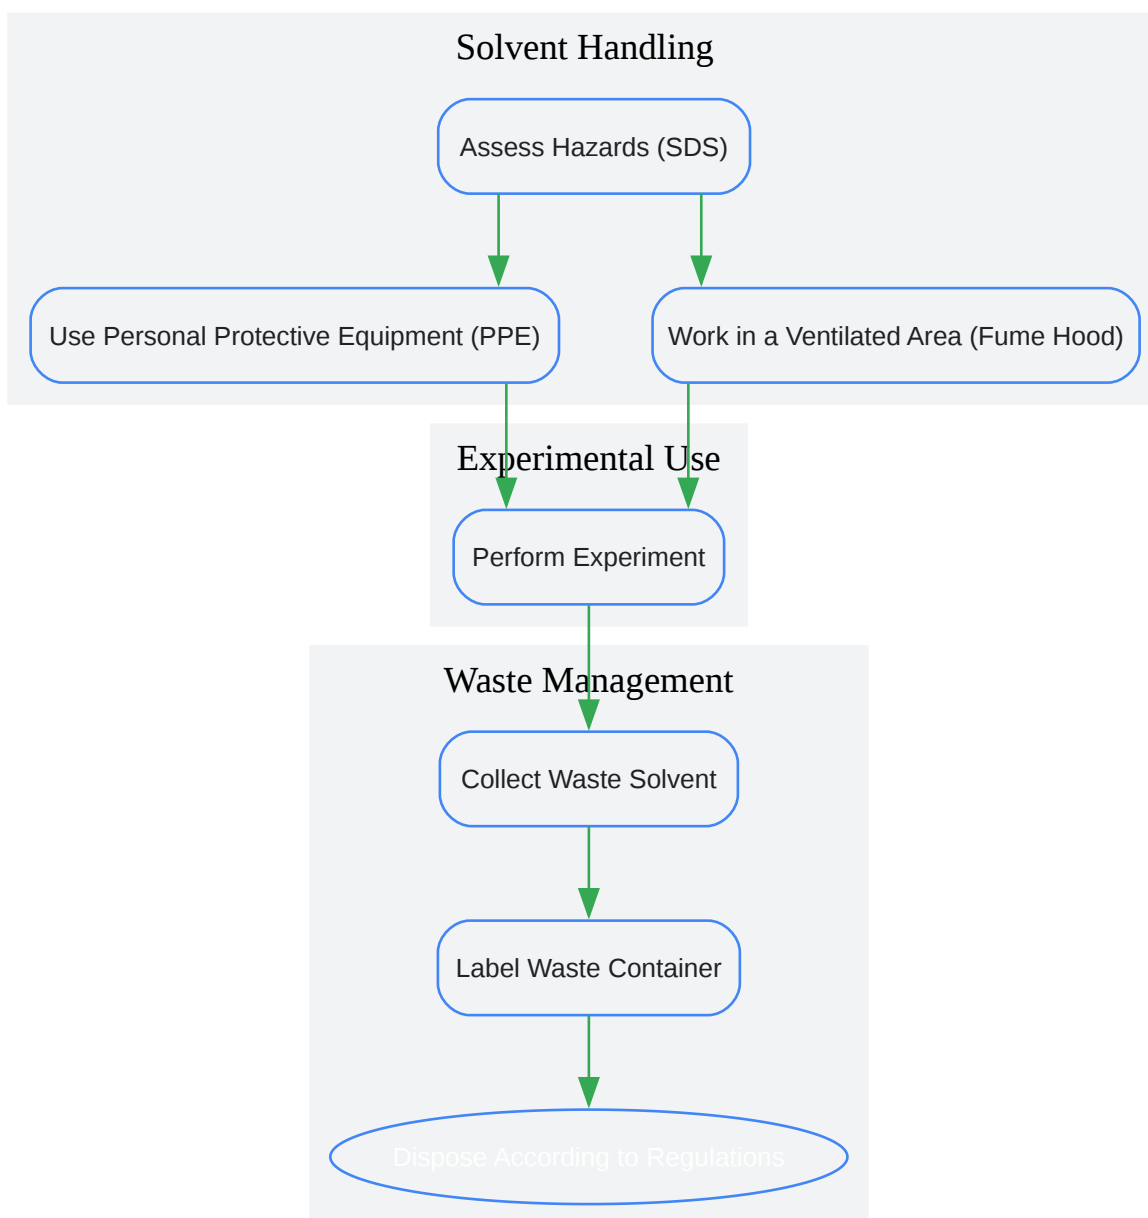 Solvent Handling
Assess Hazards (SDS)
Use Personal Protective Equipment (PPE)
Work in a Ventilated Area (Fume Hood)
Experimental Use
Perform Experiment
Waste Management
Collect Waste Solvent
Label Waste Container
Dispose According to Regulations